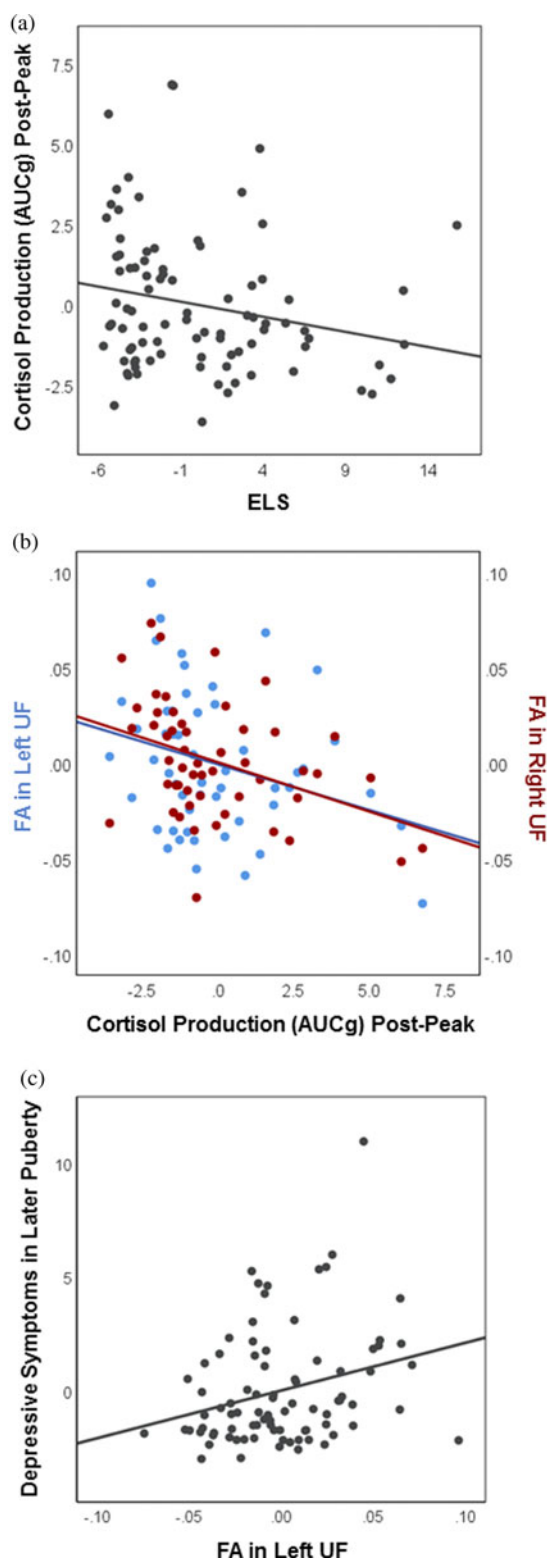 (a)
Cortisol Production (AUCg) Post-Peak
7.5
5.0
2.5
.0
-2.5
-6 -1 4 9 14
ELS
(b)
FA in Left UF
.10
.05
.00
-.05
-.10
.10
.05
.00
-.05
-.10
FA in Right UF
-2.5 .0 2.5 5.0 7.5
Cortisol Production (AUCg) Post-Peak
(c)
Depressive Symptoms in Later Puberty
10
5
0
-.10 -.05 .00 .05 .10
FA in Left UF